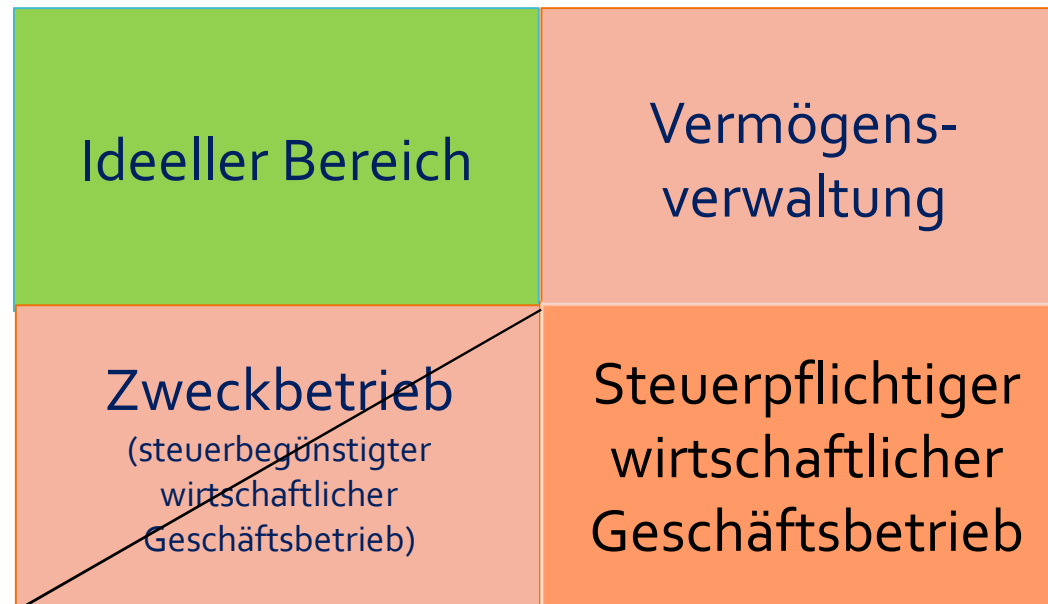 Ideeller Bereich
Vermögens-
verwaltung
Zweckbetrieb
(steuerbegünstigter
wirtschaftlicher
Geschäftsbetrieb)
Steuerpflichtiger
wirtschaftlicher
Geschäftsbetrieb